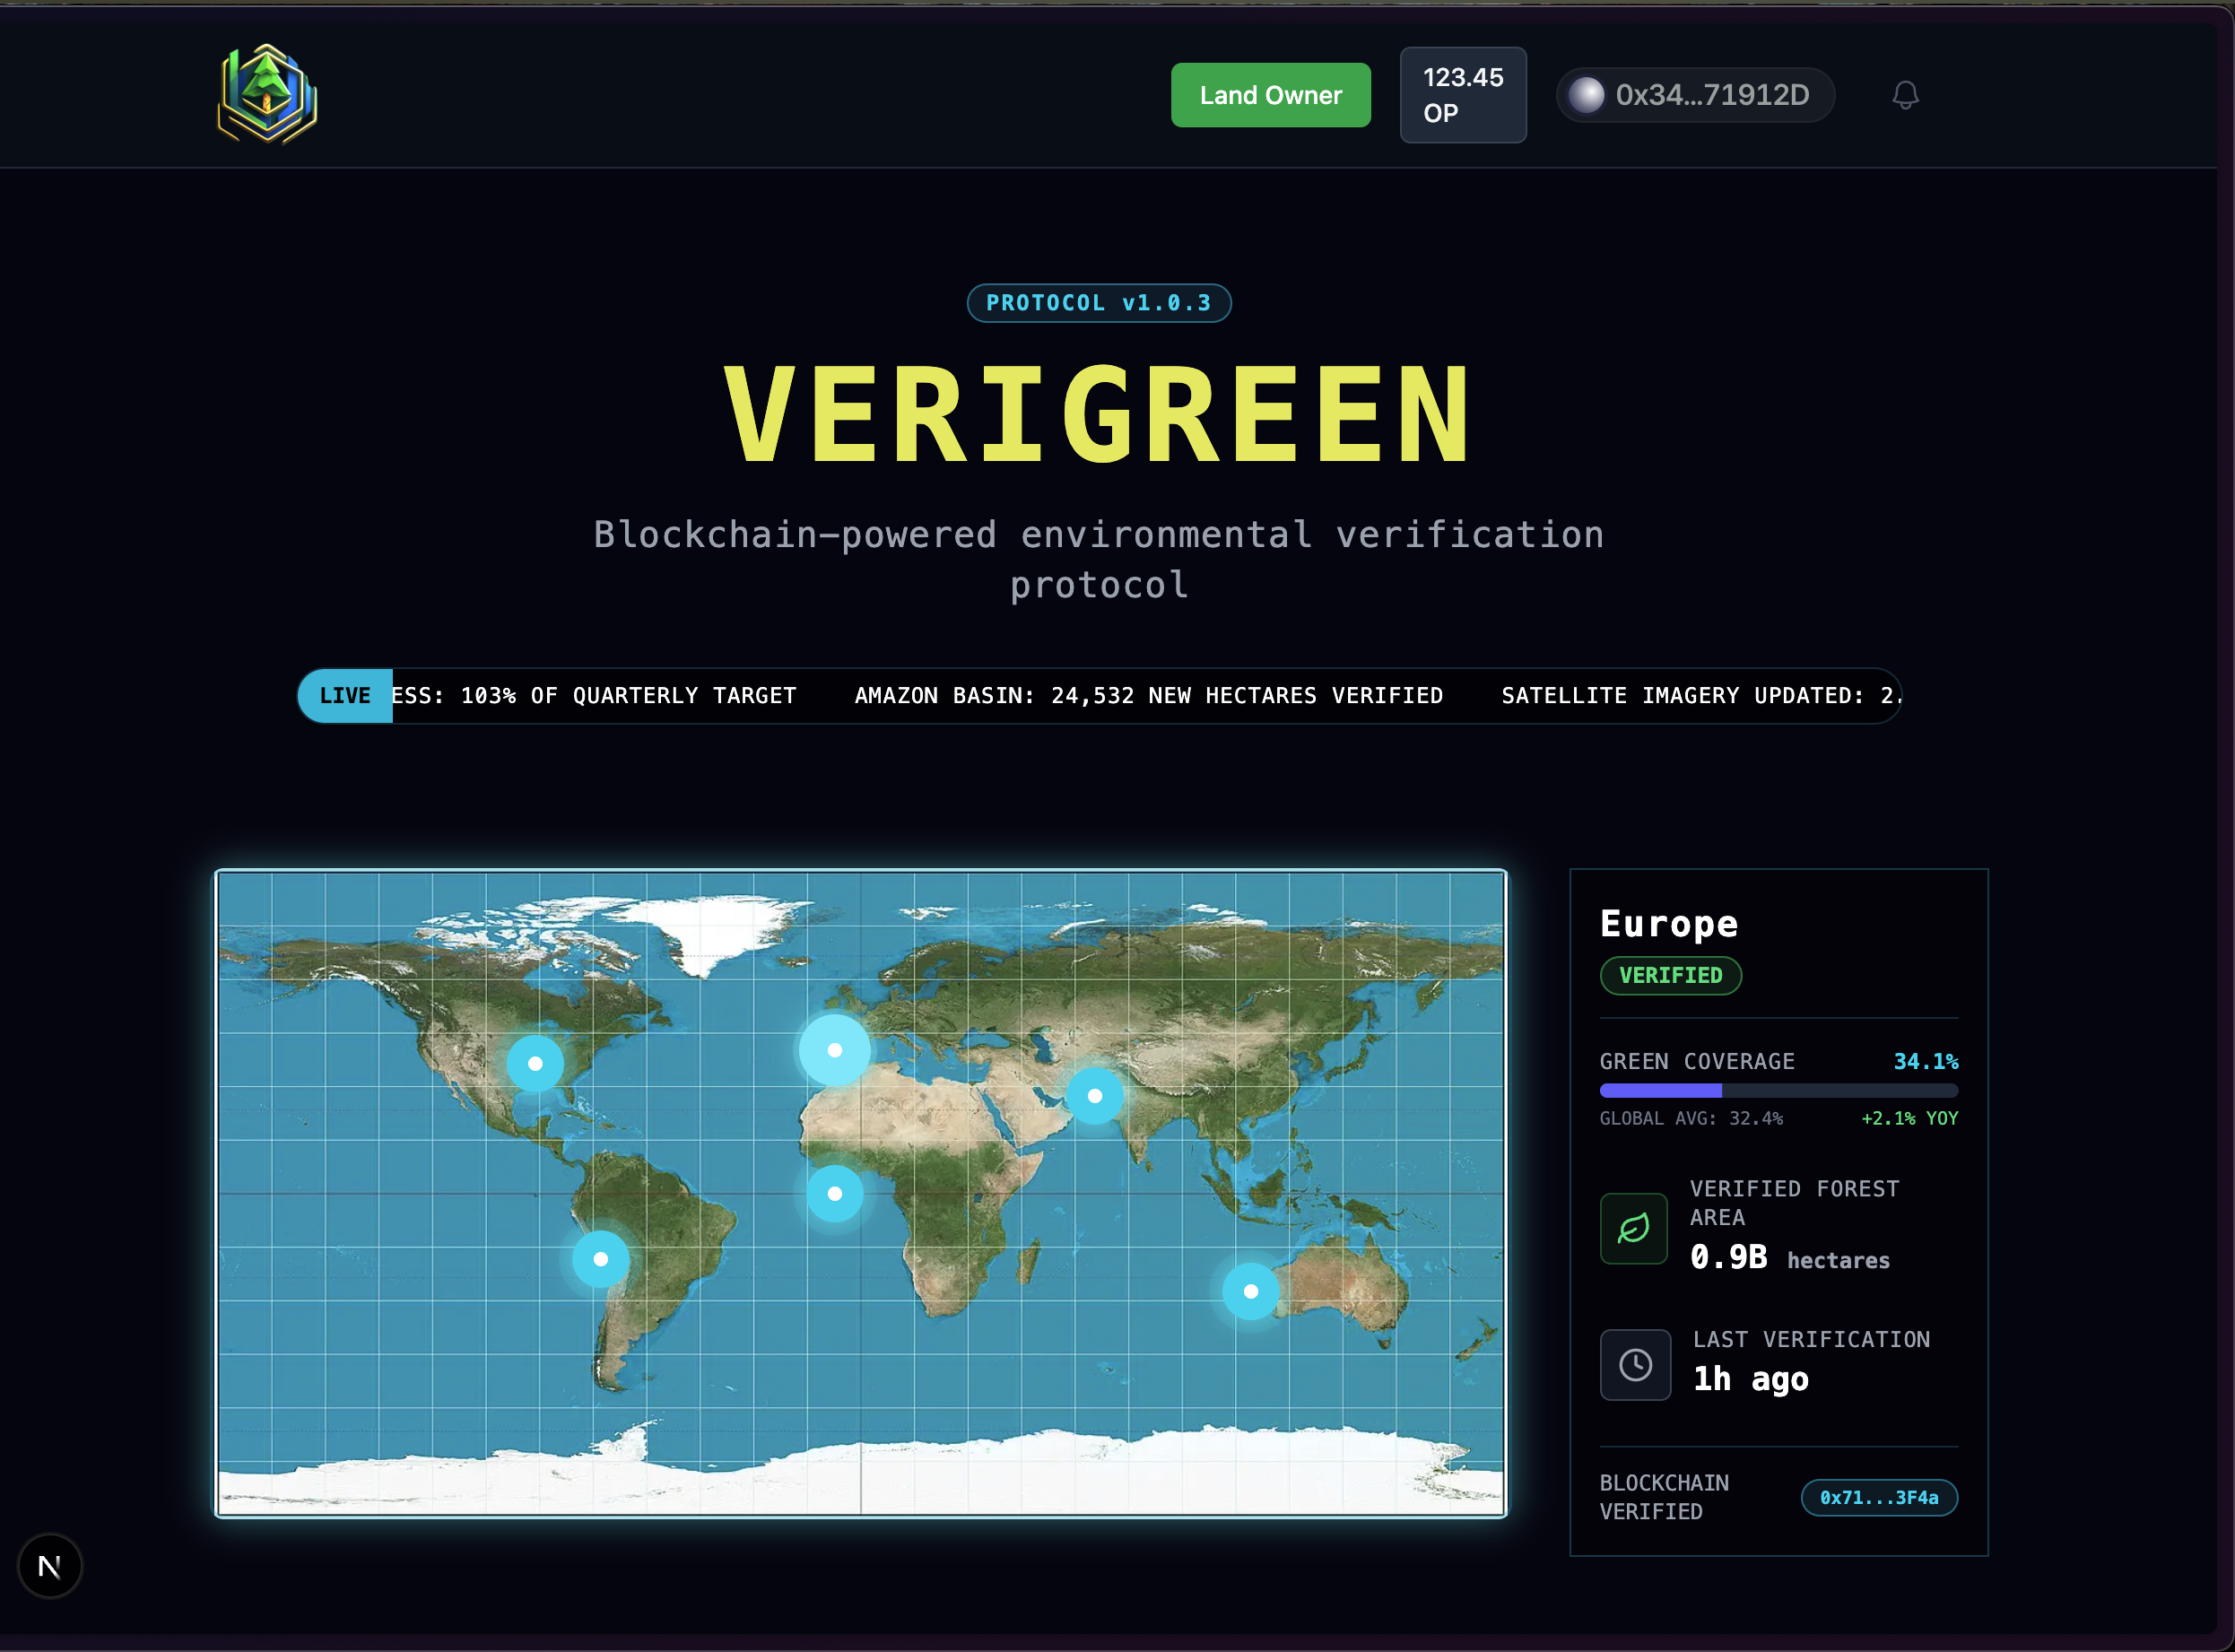 Land Owner
123.45
OP
0x34...71912D
PROTOCOL v1.0.3
VERIGREEN
Blockchain-powered environmental verification
protocol
LIVE ESS: 103% OF QUARTERLY TARGET AMAZON BASIN: 24,532 NEW HECTARES VERIFIED SATELLITE IMAGERY UPDATED: 2.
Europe
VERIFIED
GREEN COVERAGE 34.1%
GLOBAL AVG: 32.4% +2.1% YOY
VERIFIED FOREST
AREA
0.9B hectares
LAST VERIFICATION
1h ago
BLOCKCHAIN
VERIFIED
0x71...3F4a
N